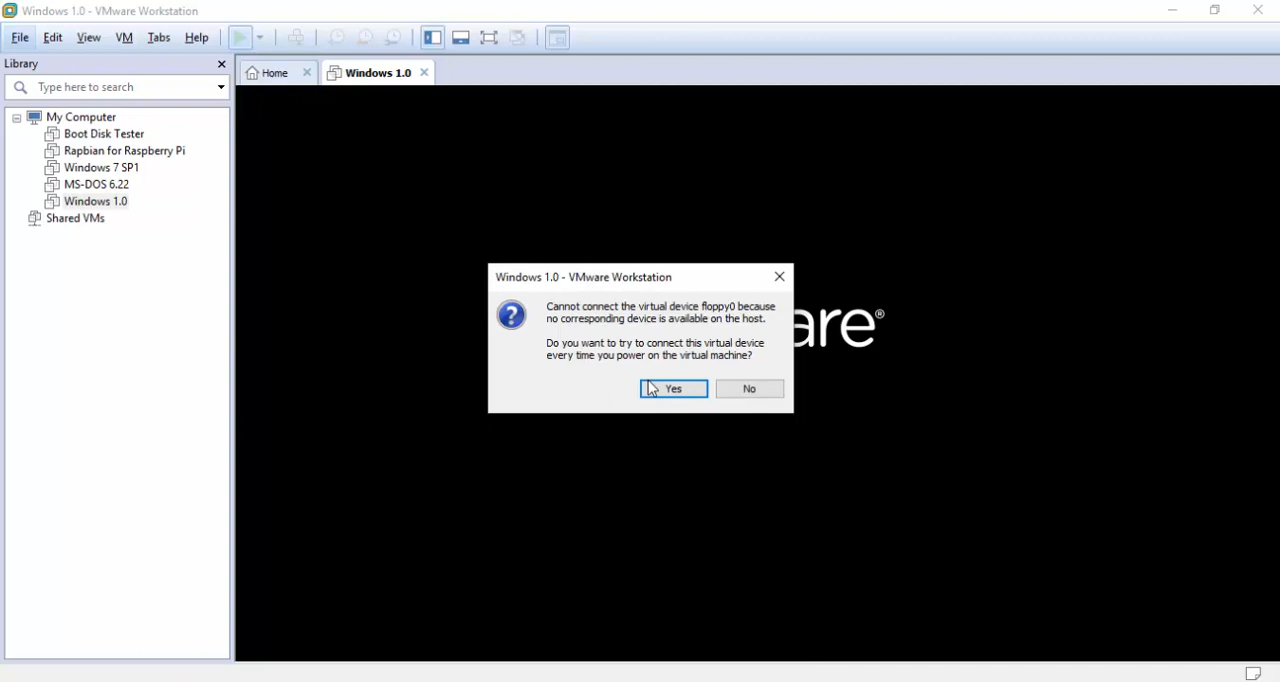 Windows 1.0 - VMware Workstation
File Edit View VM Tabs Help
Library
Type here to search
My Computer
Boot Disk Tester
Rapbian for Raspberry Pi
Windows 7 SP1
MS-DOS 6.22
Windows 1.0
Shared VMs
Home
Windows 1.0
Windows 1.0 - VMware Workstation
Cannot connect the virtual device floppy0 because
no corresponding device is available on the host.
Do you want to try to connect this virtual device
every time you power on the virtual machine?
Yes
No
are®